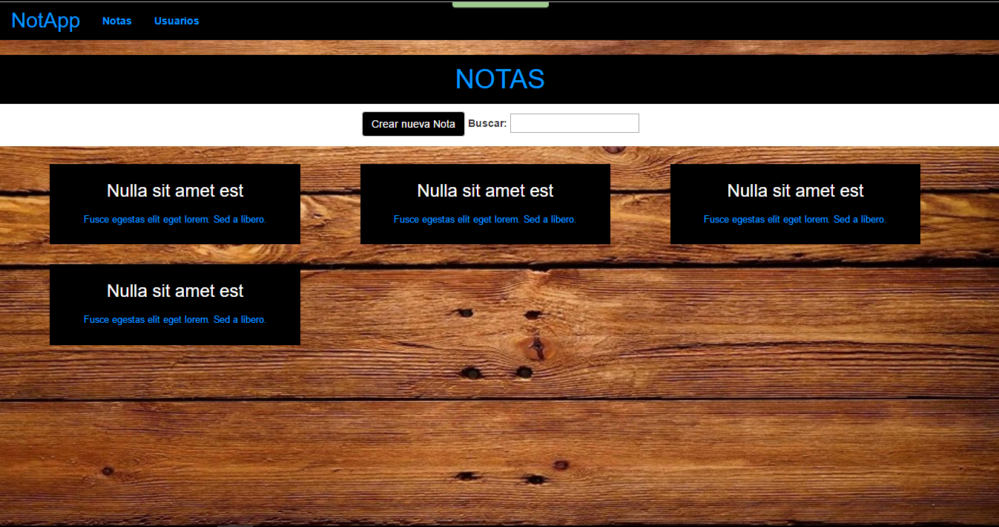 NotApp Notas Usuarios
NOTAS
Crear nueva Nota Buscar:
Nulla sit amet est
Fusce egestas elit eget lorem. Sed a libero.
Nulla sit amet est
Fusce egestas elit eget lorem. Sed a libero.
Nulla sit amet est
Fusce egestas elit eget lorem. Sed a libero.
Nulla sit amet est
Fusce egestas elit eget lorem. Sed a libero.